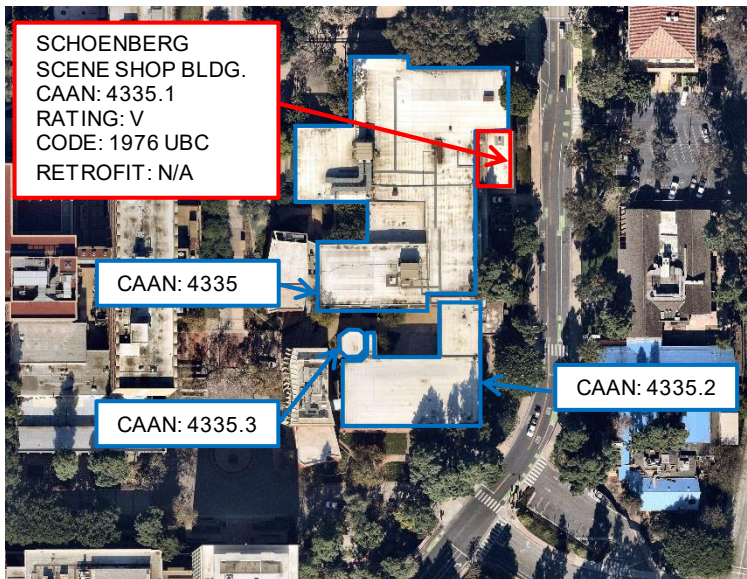 SCHOENBERG
SCENE SHOP BLDG.
CAAN: 4335.1
RATING: V
CODE: 1976 UBC
RETROFIT: N/A
CAAN: 4335
CAAN: 4335.2
CAAN: 4335.3